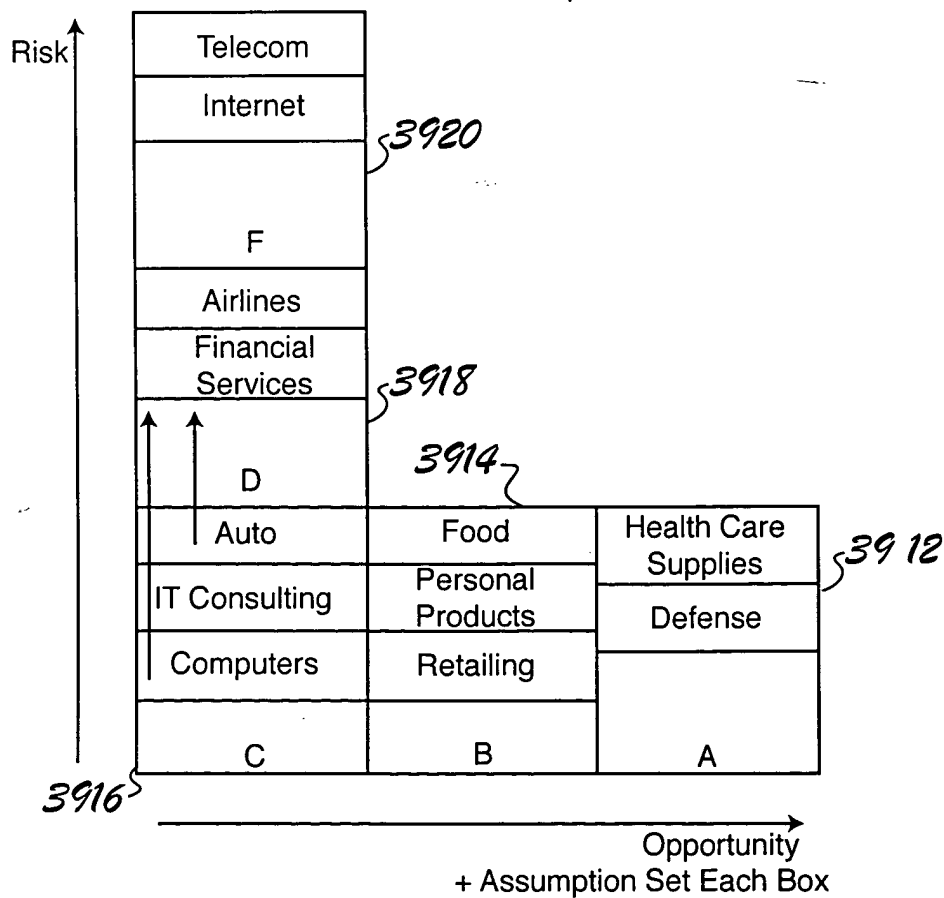 Risk
Telecom
Internet
3920
F
Airlines
Financial
Services
3918
D
3914
Auto
Food
Health Care
Supplies
3912
IT Consulting
Personal
Products
Defense
Computers
Retailing
C
B
A
3916
Opportunity
+ Assumption Set Each Box